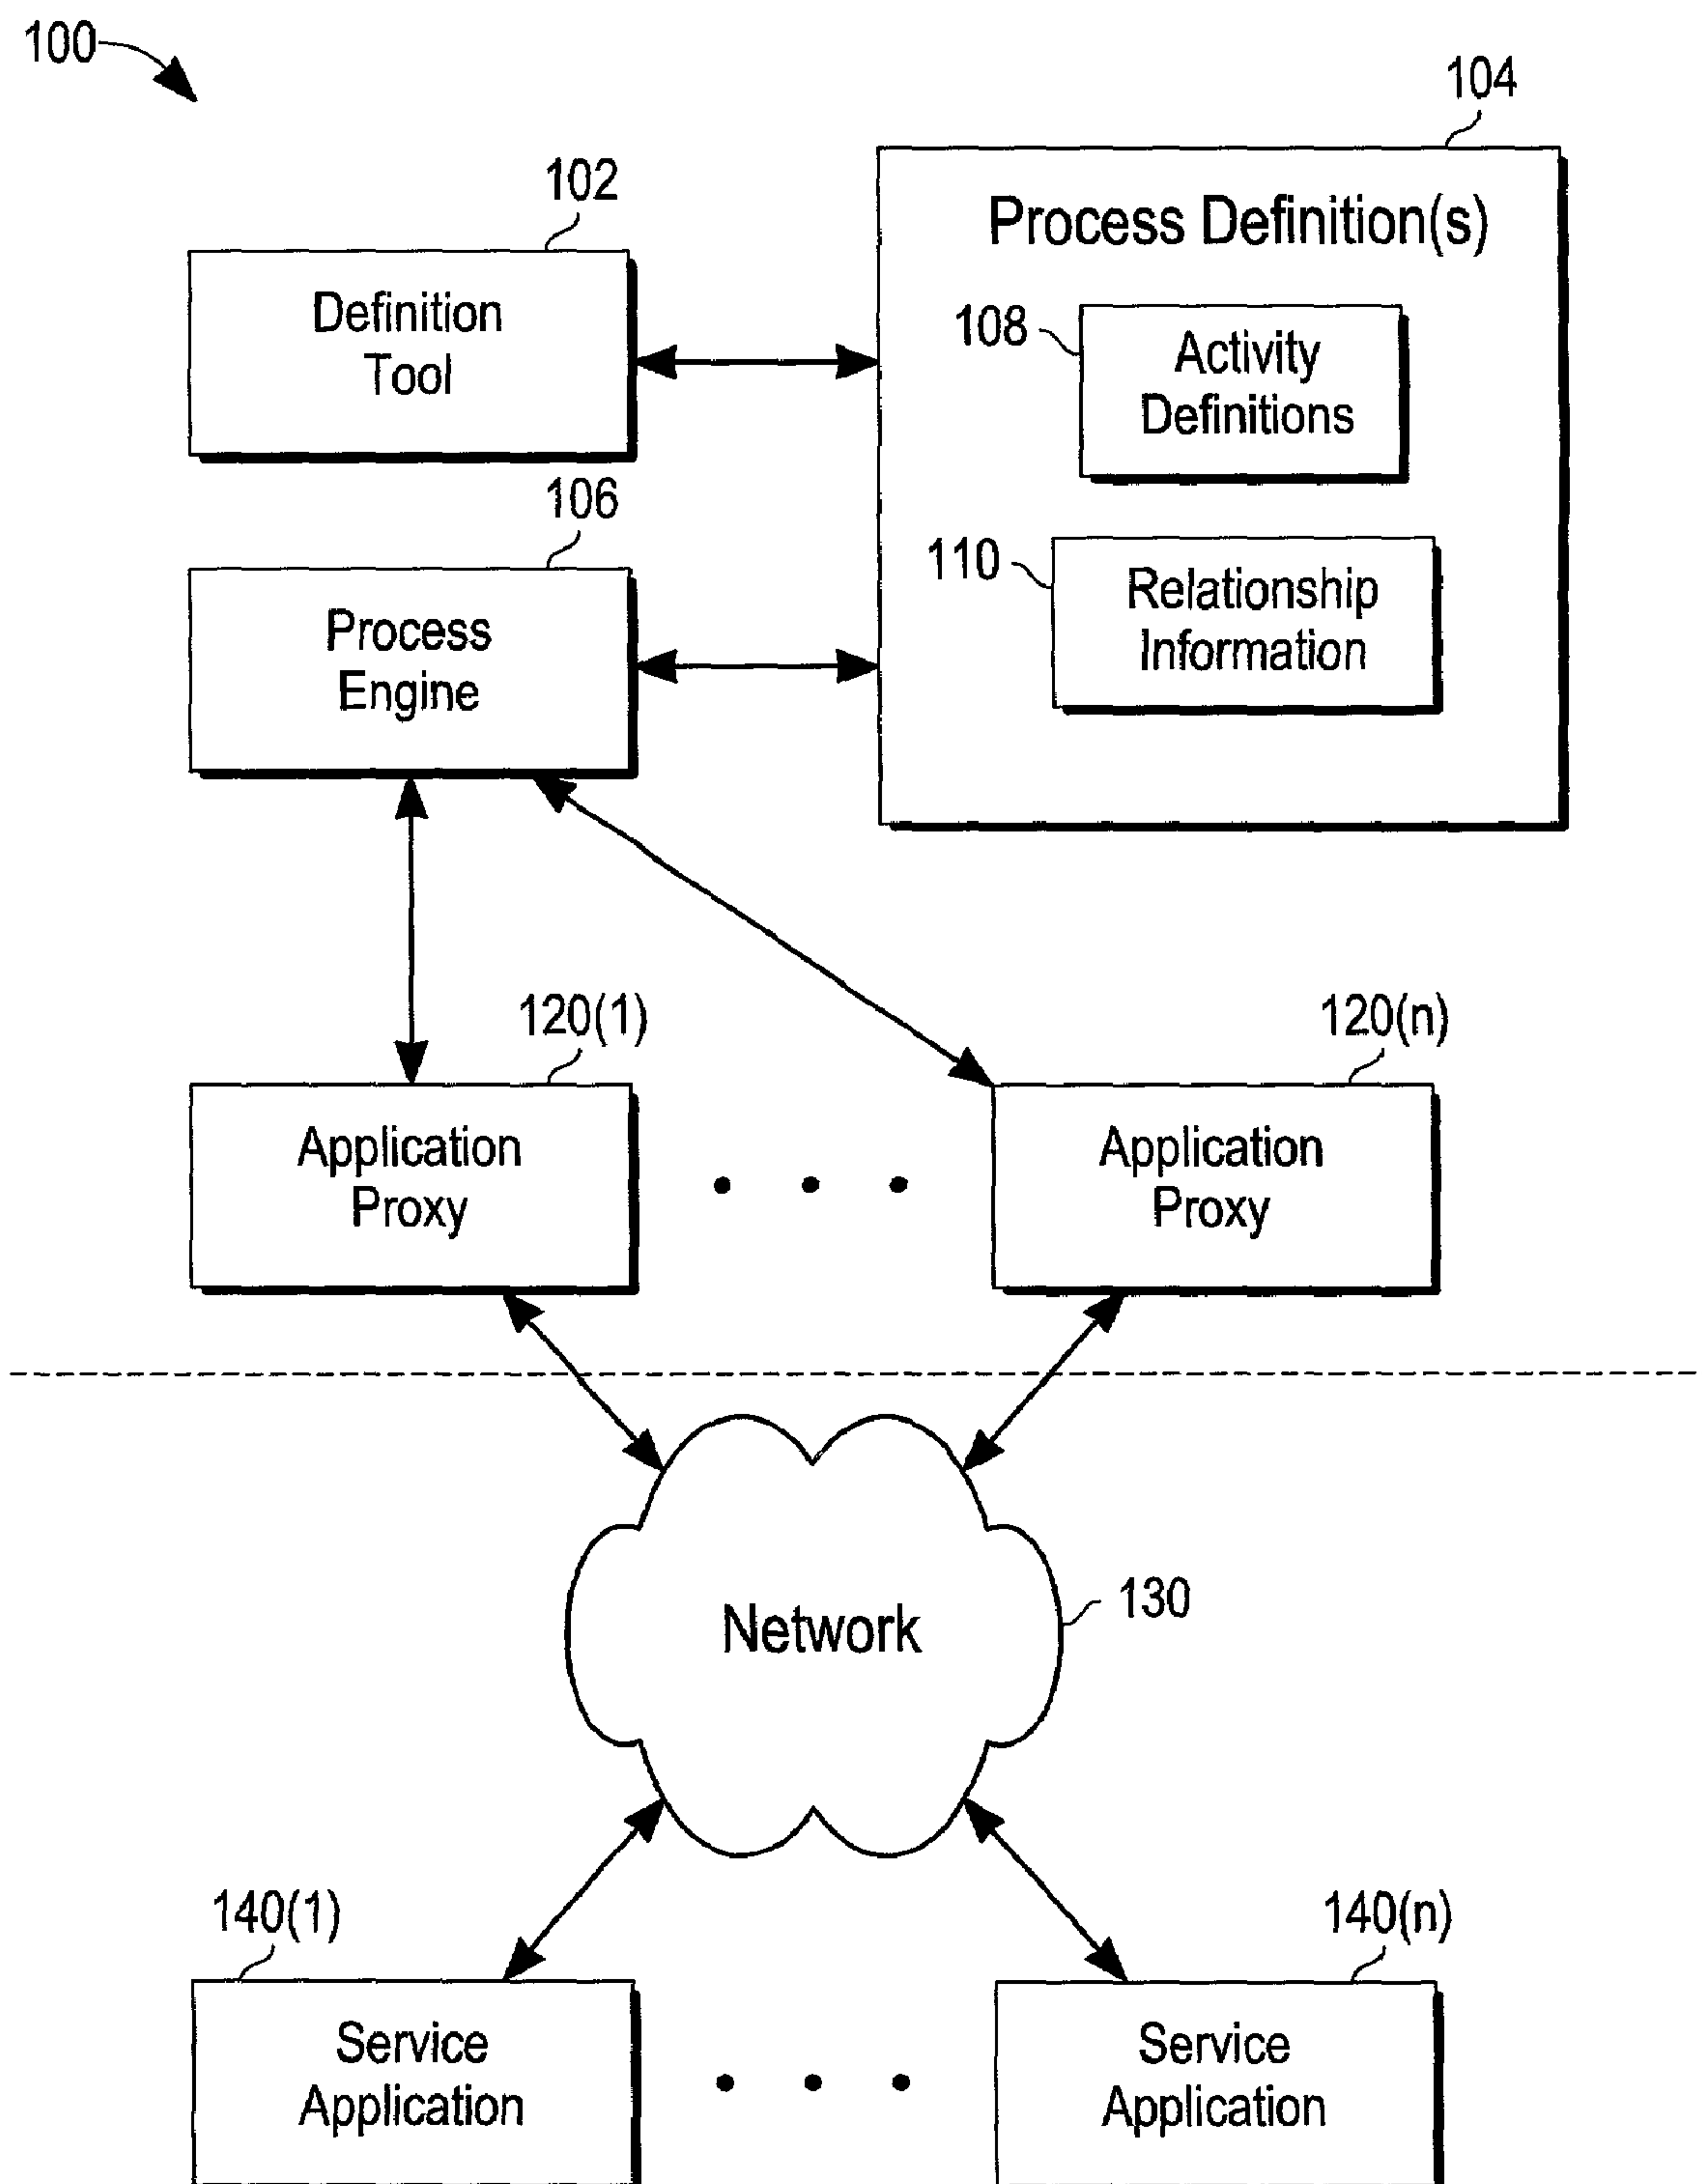 100
104
102
Process Definition(s)
Definition
Tool
108
Activity
Definitions
106
110
Relationship
Information
Process
Engine
120(1)
120(n)
Application
Proxy
Application
Proxy
Network
130
140(1)
140(n)
Service
Application
Service
Application